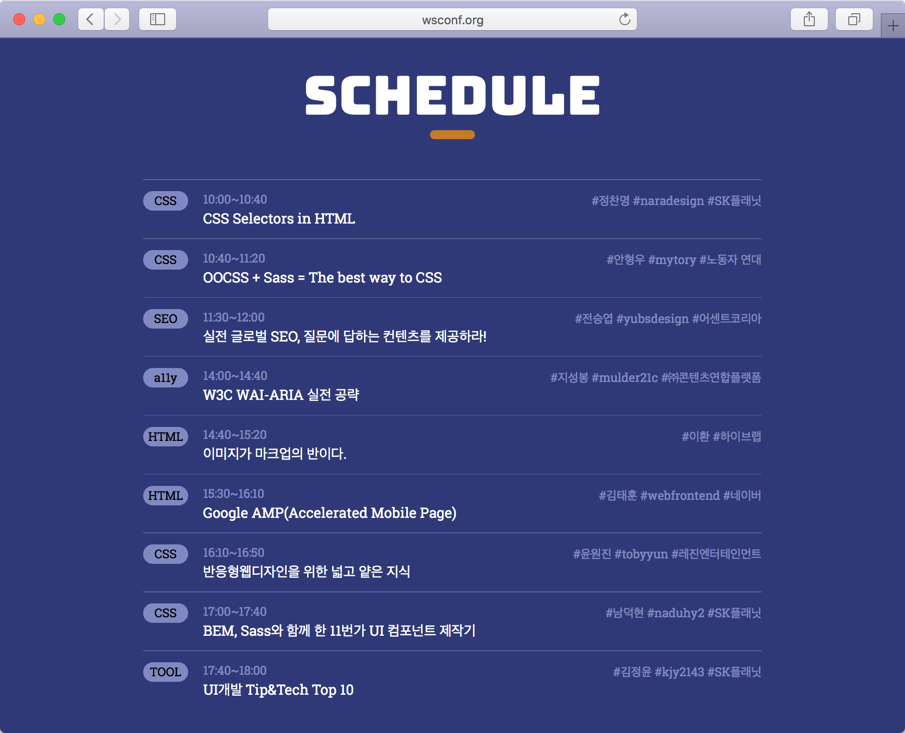 wsconf.org
SCHEDULE
CSS
10:00~10:40
CSS Selectors in HTML
#정찬명 #naradesign #SK플래닛
CSS
10:40~11:20
OOCSS + Sass = The best way to CSS
#안형우 #mytory #노동자 연대
SEO
11:30~12:00
실전 글로벌 SEO, 질문에 답하는 컨텐츠를 제공하라!
#전승엽 #yubsdesign #어센트코리아
a11y
14:00~14:40
W3C WAI-ARIA 실전 공략
#지성봉 #mulder21c #㈜콘텐츠연합플랫폼
HTML
14:40~15:20
이미지가 마크업의 반이다.
#이환 #하이브랩
HTML
15:30~16:10
Google AMP(Accelerated Mobile Page)
#김태훈 #webfrontend #네이버
CSS
16:10~16:50
반응형웹디자인을 위한 넓고 얕은 지식
#윤원진 #tobyyun #레진엔터테인먼트
CSS
17:00~17:40
BEM, Sass와 함께 한 11번가 UI 컴포넌트 제작기
#남덕현 #naduhy2 #SK플래닛
TOOL
17:40~18:00
UI개발 Tip&Tech Top 10
#김정윤 #kjy2143 #SK플래닛